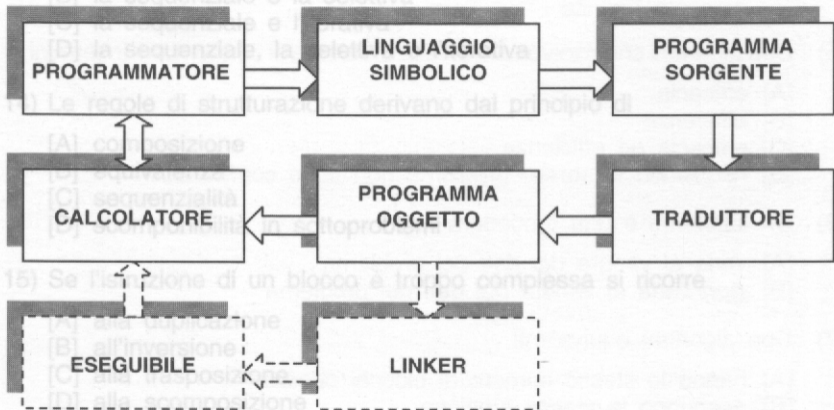 PROGRAMMATORE
LINGUAGGIO
SIMBOLICO
PROGRAMMA
SORGENTE
[D] la sequenziale, la selettiva
14) Le regole di strutturazione derivano dal principio di
[A] composizione
[B] equivalenza
[C] sequenzialità
[D] scomponibilità in sottoproblemi
CALCOLATORE
PROGRAMMA
OGGETTO
TRADUTTORE
15) Se l'istruzione di un blocco è troppo complessa si ricorre
[A] alla duplicazione
[B] all'inversione
[C] alla trasposizione
[D] alla scomposizione
ESEGUIBILE
LINKER